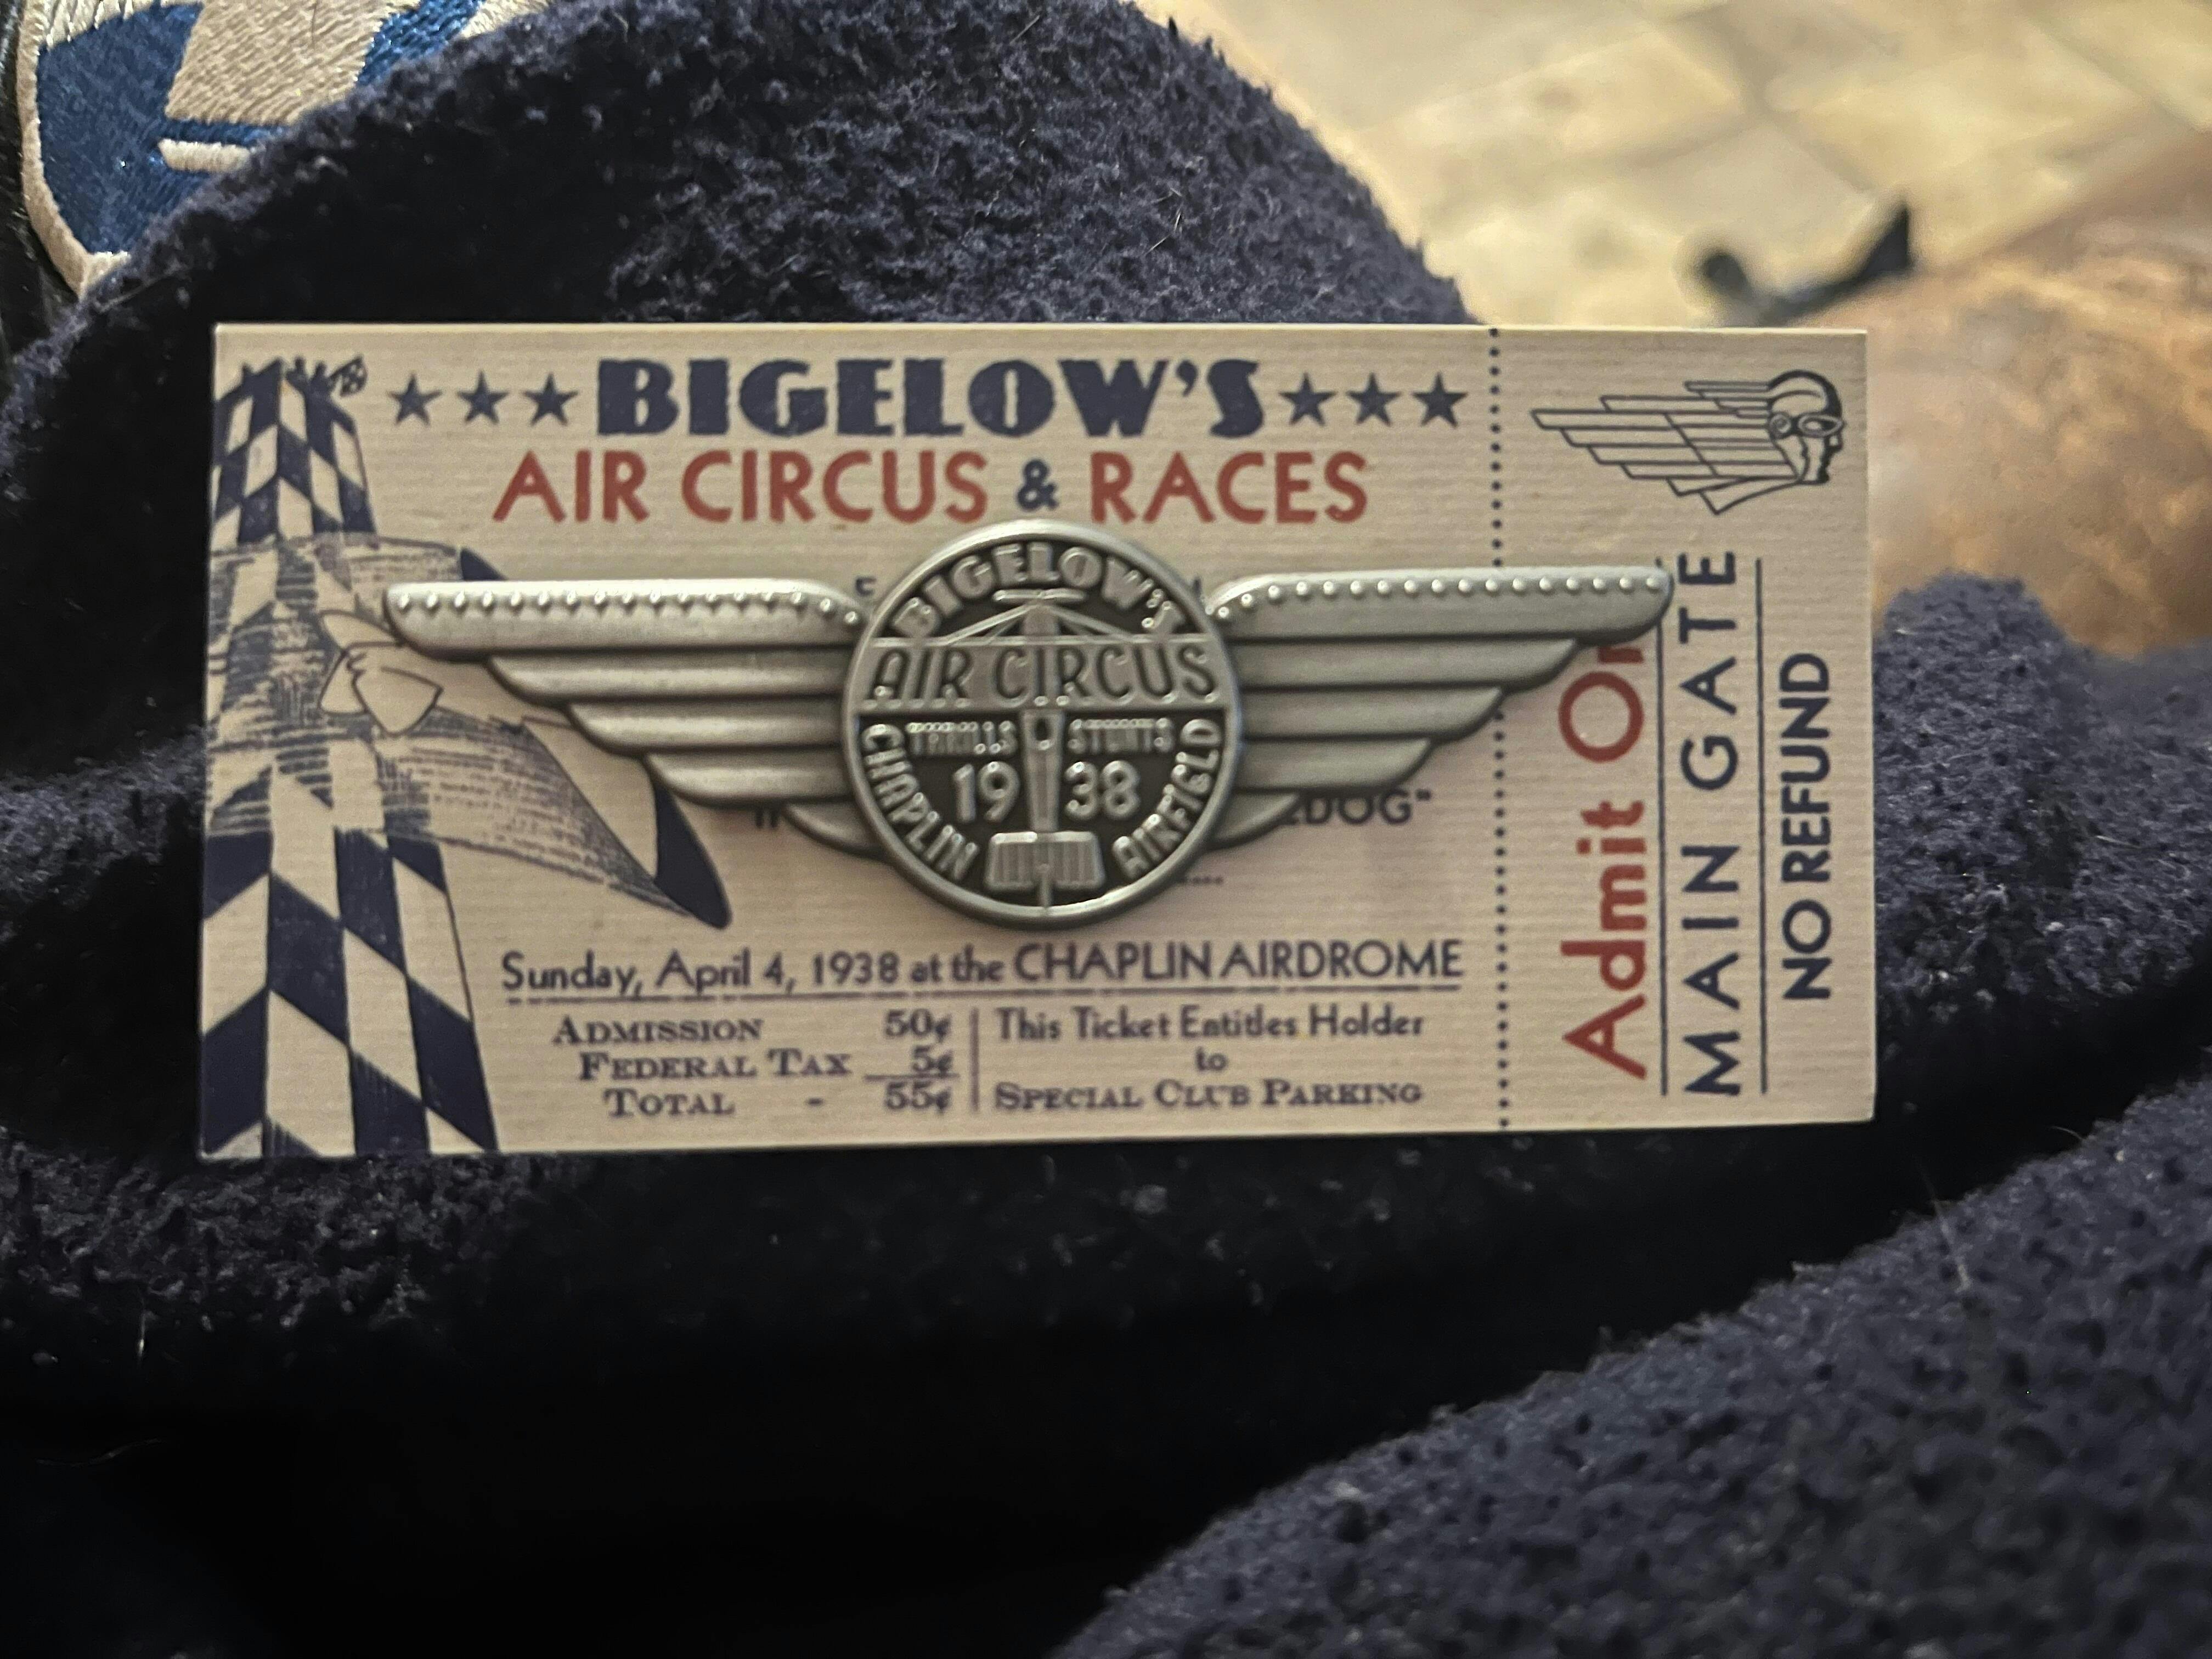 BIGELOW'S
AIR CIRCUS & RACES
BIGELOW'S
AIR CIRCUS
THRILLS STUNTS
19 38
CHAPLIN AIRFIELD
Sunday, April 4, 1938 at the CHAPLIN AIRDROME
ADMISSION 50¢
FEDERAL TAX 5¢
TOTAL - 55¢
This Ticket Entitles Holder
to
SPECIAL CLUB PARKING
Admit
MAIN GATE
NO REFUND